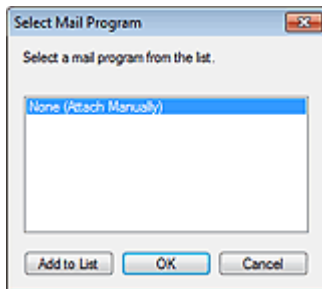 Select Mail Program
Select a mail program from the list.
None (Attach Manually)
Add to List
OK
Cancel